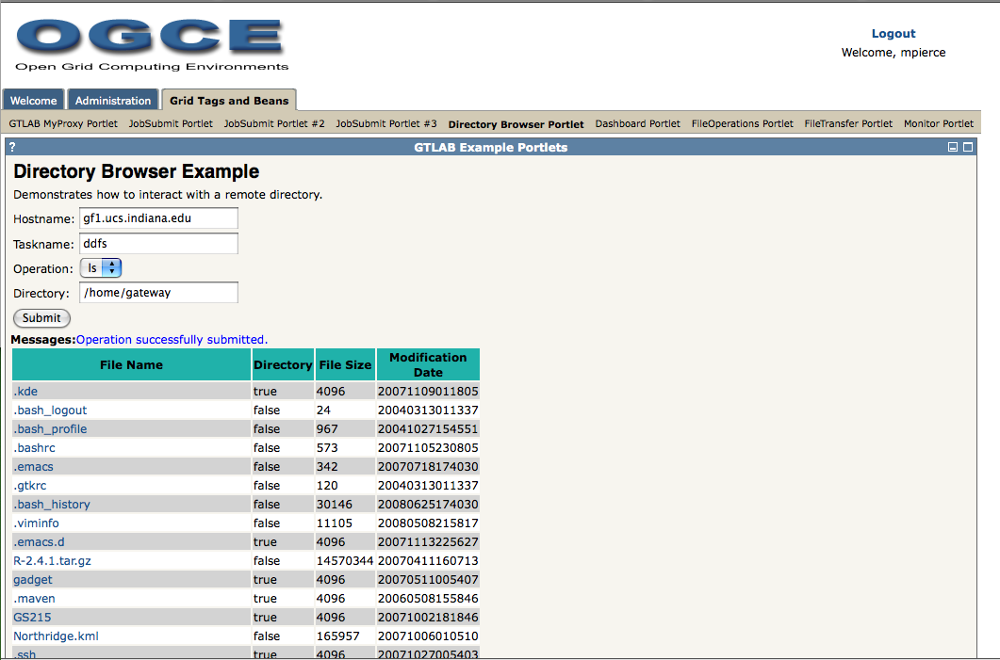 OGCE
Open Grid Computing Environments
Logout
Welcome, mpierce
Welcome Administration Grid Tags and Beans
GTLAB MyProxy Portlet JobSubmit Portlet JobSubmit Portlet #2 JobSubmit Portlet #3 Directory Browser Portlet Dashboard Portlet FileOperations Portlet FileTransfer Portlet Monitor Portlet
? GTLAB Example Portlets
Directory Browser Example
Demonstrates how to interact with a remote directory.
Hostname: gf1.ucs.indiana.edu
Taskname: ddfs
Operation: ls
Directory: /home/gateway
Submit
Messages:Operation successfully submitted.
File Name Directory File Size Modification Date
.kde true 4096 20071109011805
.bash_logout false 24 20040313011337
.bash_profile false 967 20041027154551
.bashrc false 573 20071105230805
.emacs false 342 20070718174030
.gtkrc false 120 20040313011337
.bash_history false 30146 20080625174030
.viminfo false 11105 20080508215817
.emacs.d true 4096 20071113225627
R-2.4.1.tar.gz false 14570344 20070411160713
gadget true 4096 20070511005407
.maven true 4096 20060508155846
GS215 true 4096 20071002181846
Northridge.kml false 165957 20071006010510
.ssh true 4096 20071027005403